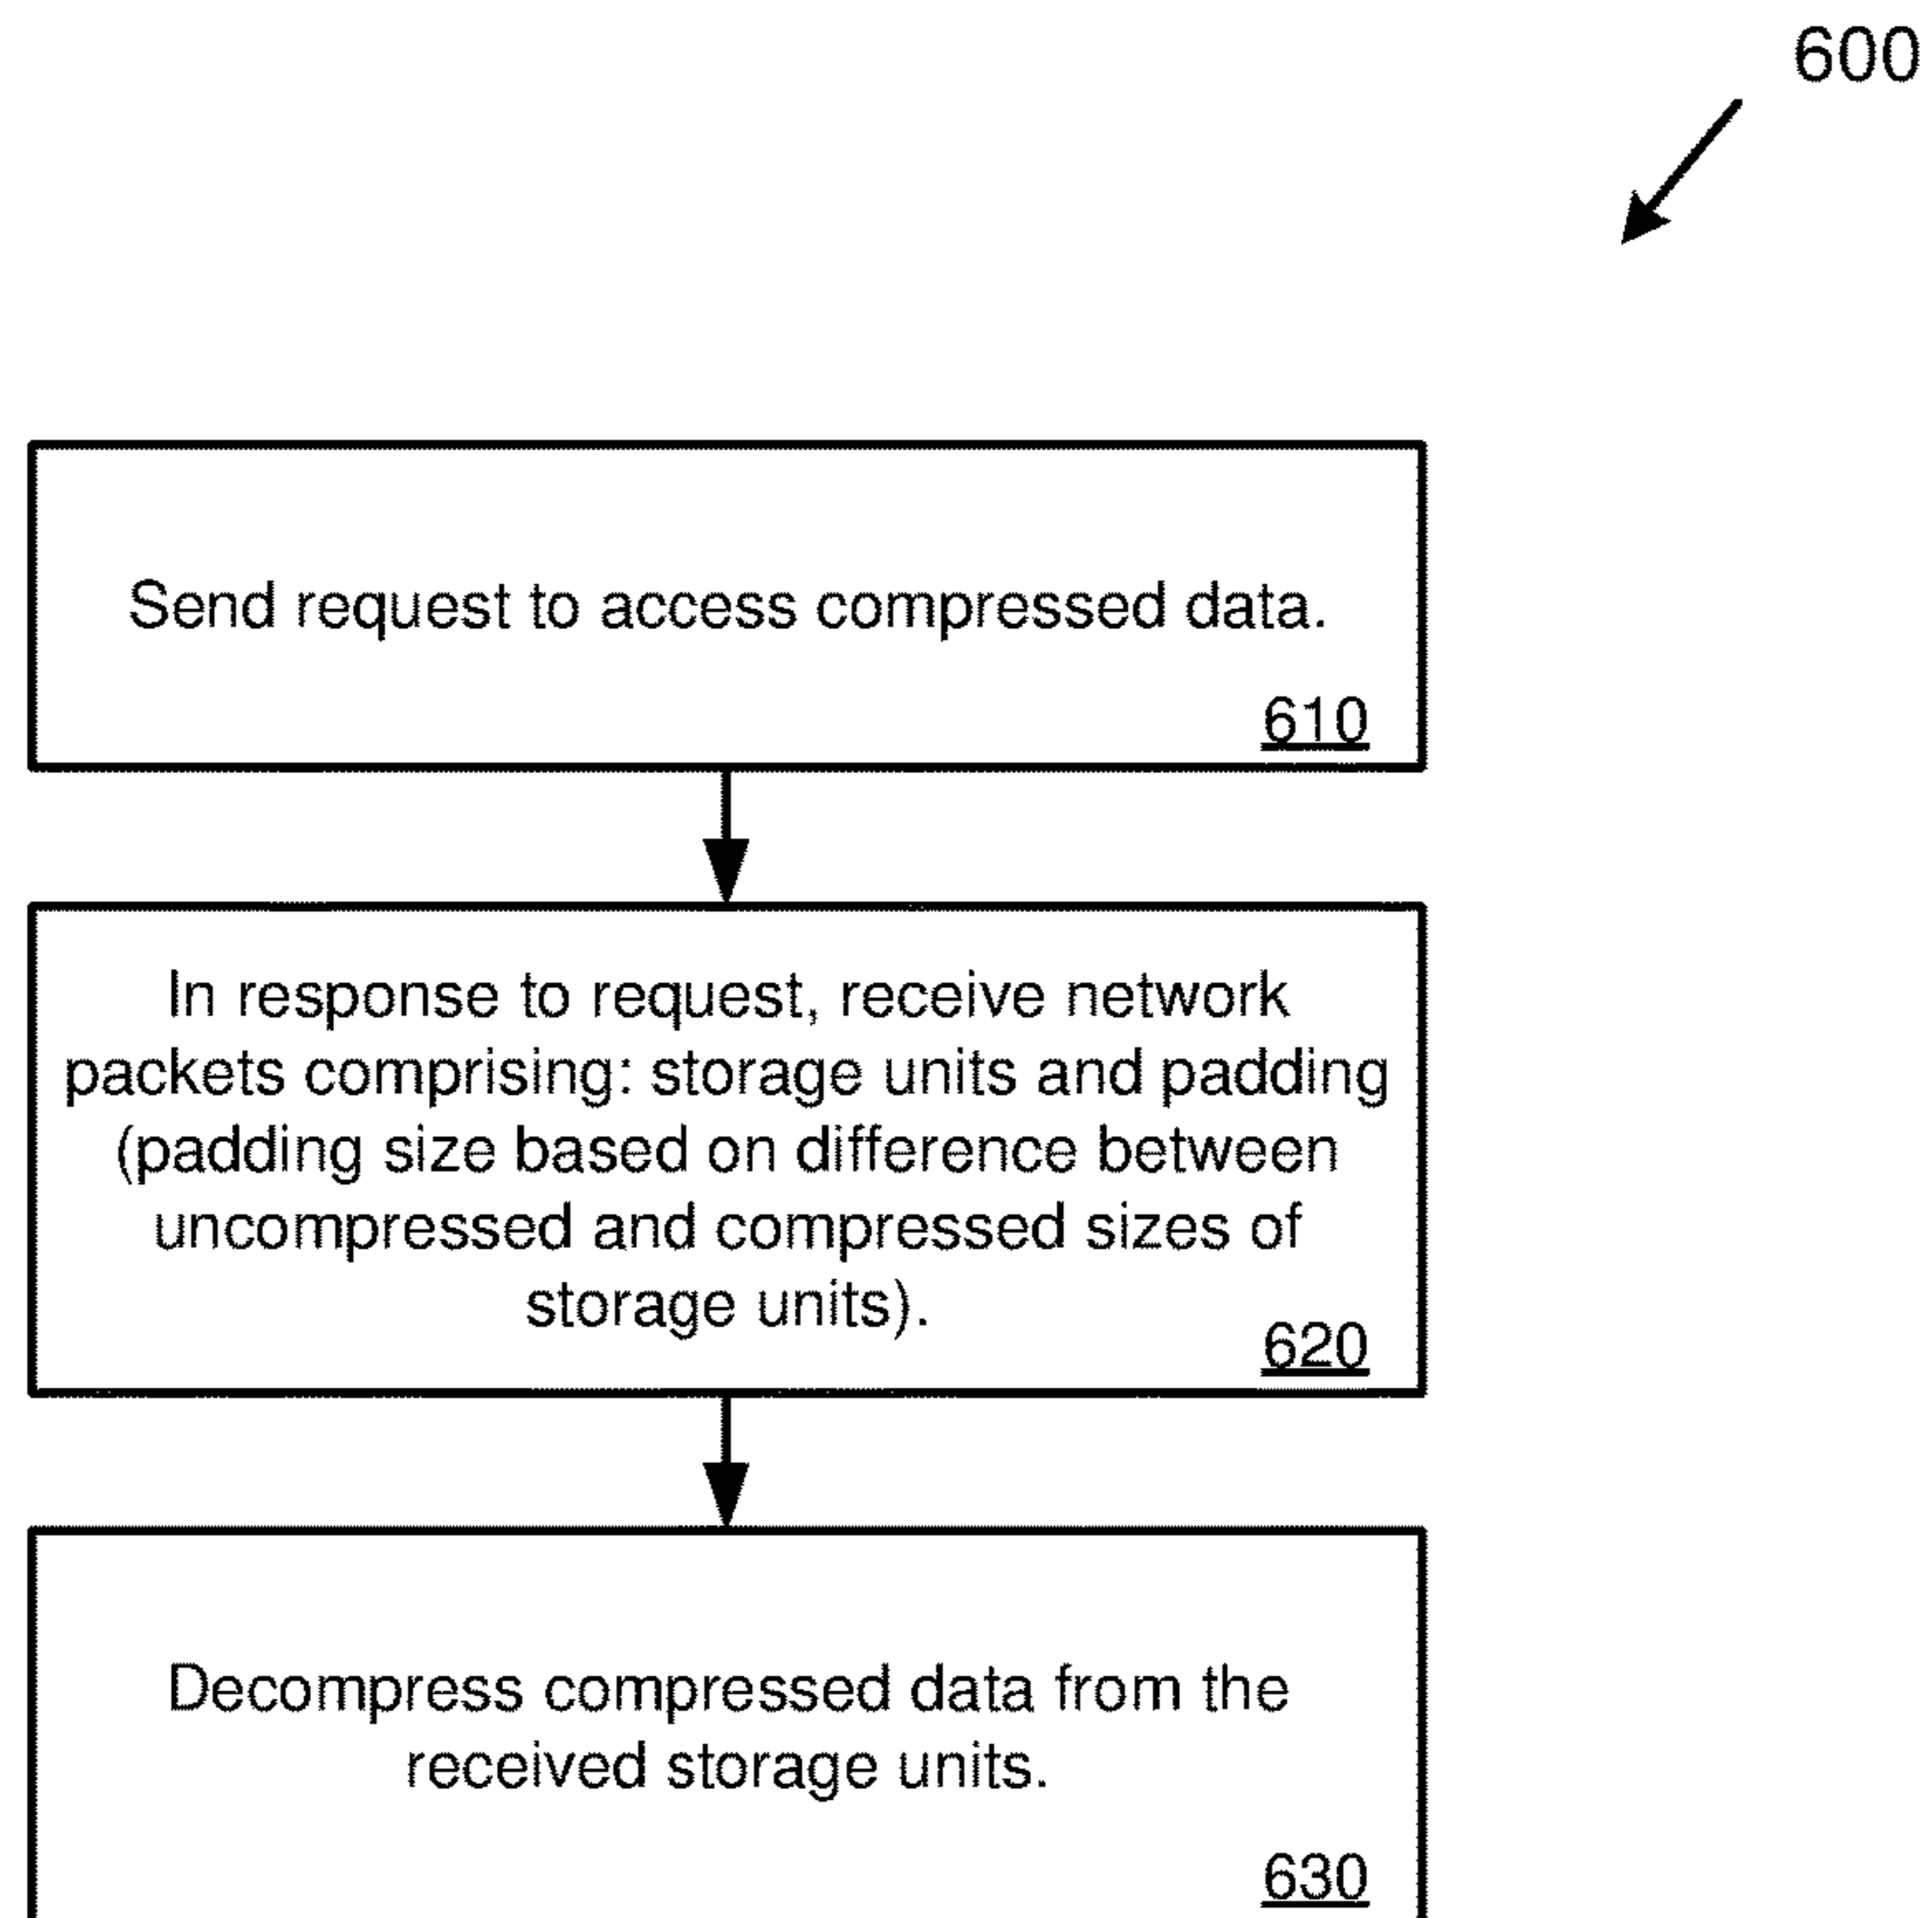 600
Send request to access compressed data.
610
In response to request, receive network
packets comprising: storage units and padding
(padding size based on difference between
uncompressed and compressed sizes of
storage units).
620
Decompress compressed data from the
received storage units.
630